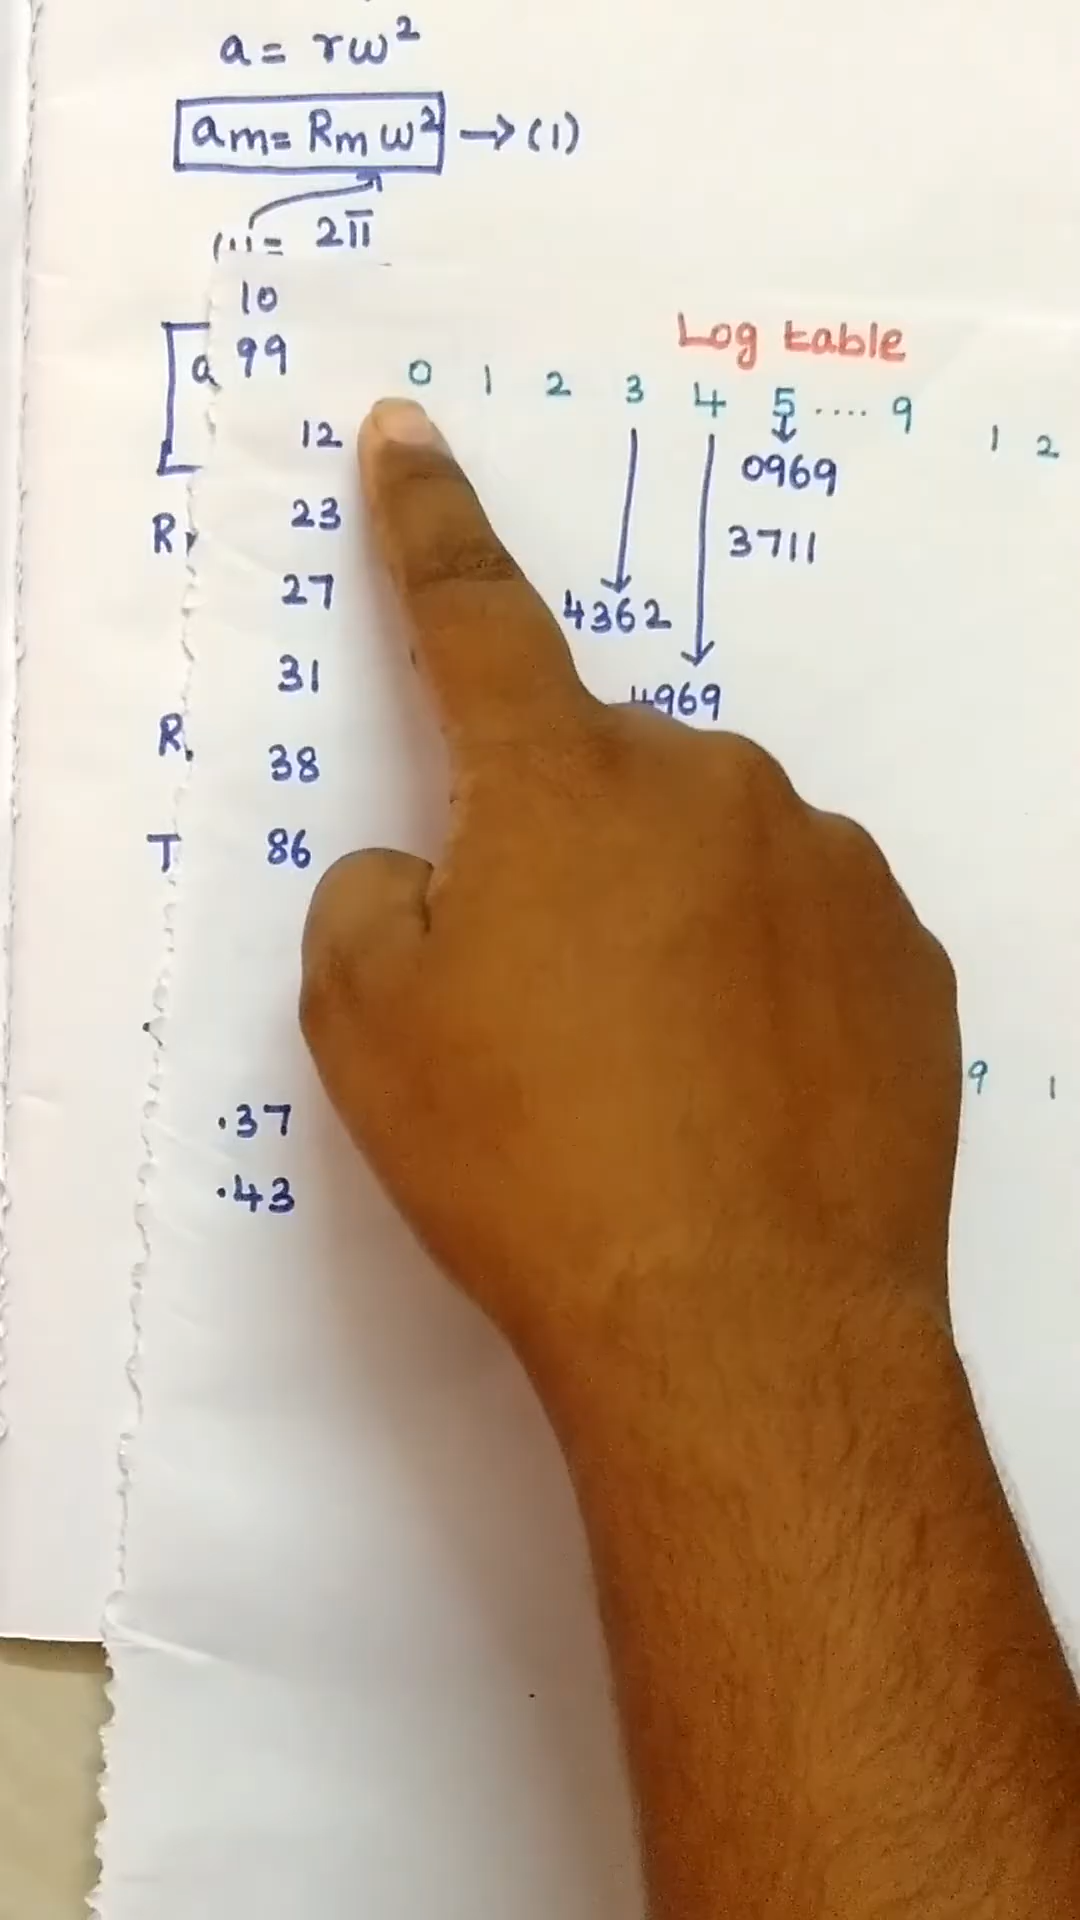 a = rω²
am = Rm ω² → (1)
ω = 2π
10
Log table
a 99
0 1 2 3 4 5 .... 9 1 2
12 0969
23 3711
27 4362
31 4969
R 38
T 86
9 1
.37
.43